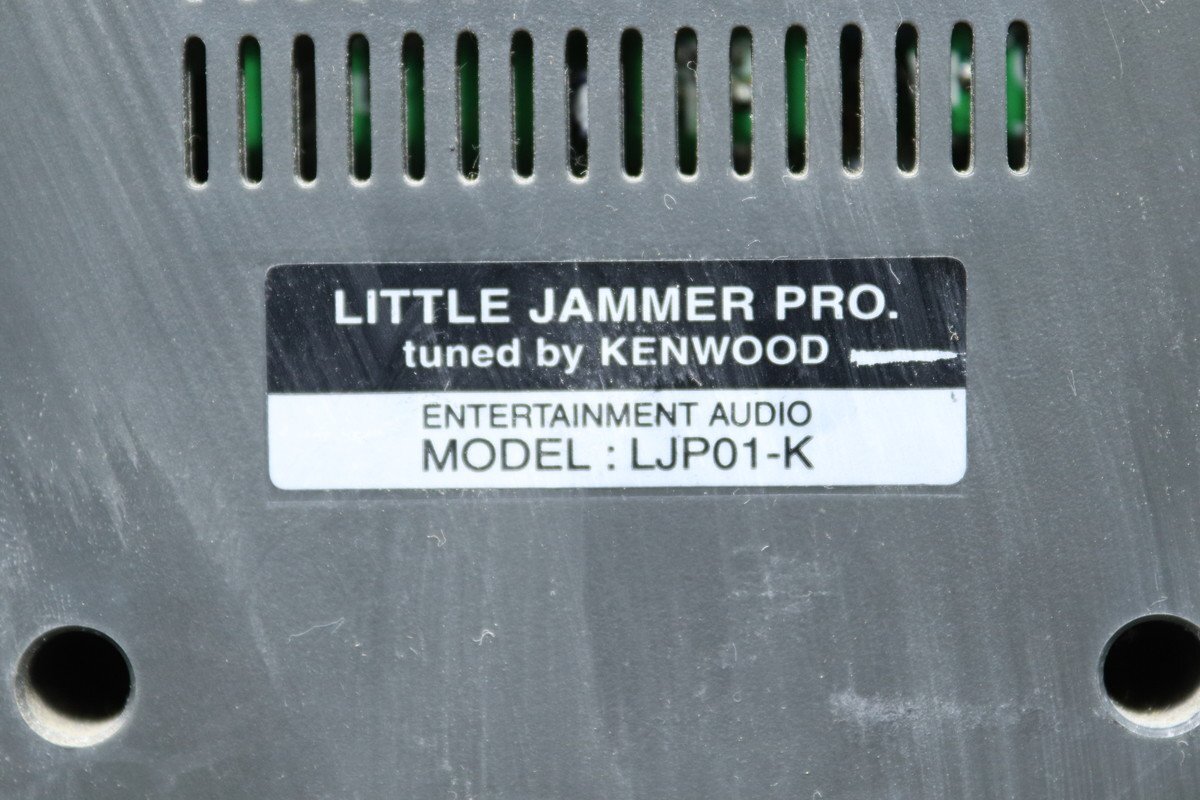 LITTLE JAMMER PRO.
tuned by KENWOOD
ENTERTAINMENT AUDIO
MODEL : LJP01-K